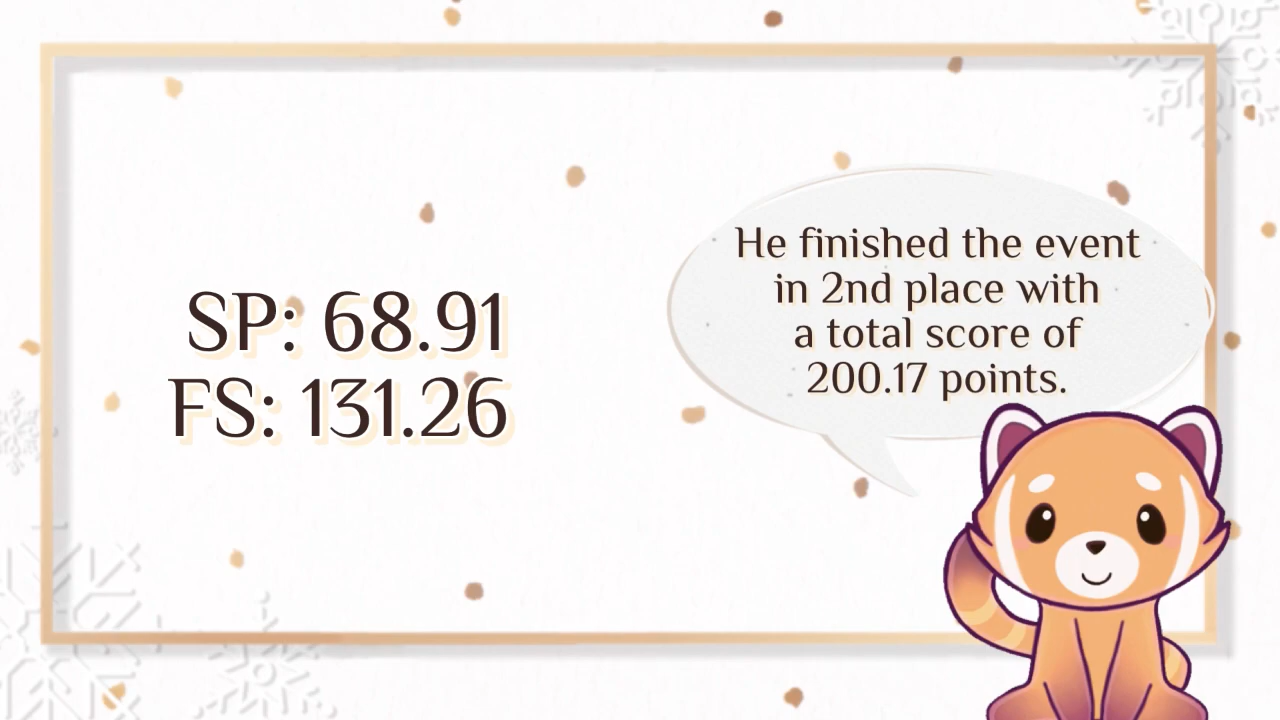 SP: 68.91
FS: 131.26
He finished the event
in 2nd place with
a total score of
200.17 points.